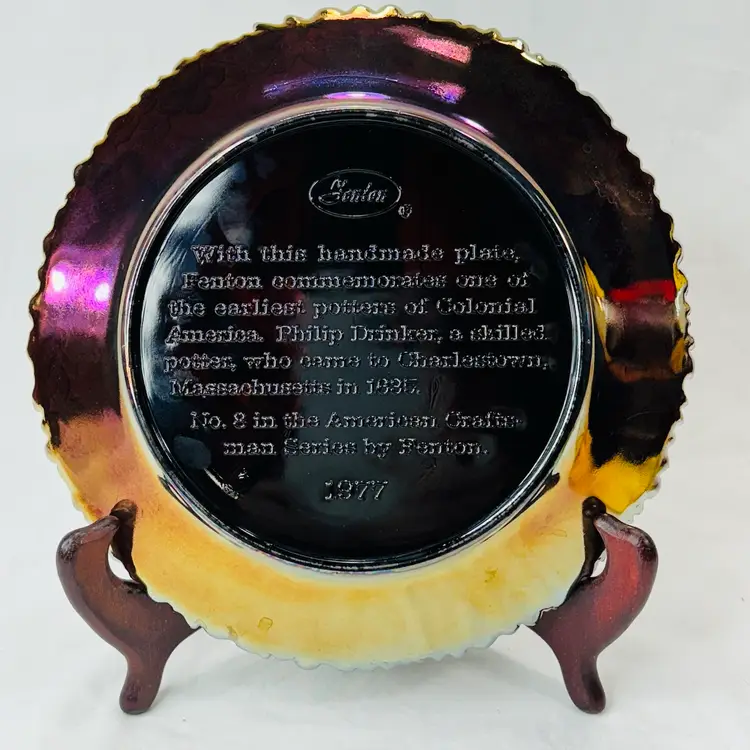 Fenton ®
With this handmade plate,
Fenton commemorates one of
the earliest potters of Colonial
America. Philip Drinker, a skilled
potter, who came to Charlestown,
Massachusetts in 1635.
No. 8 in the American Crafts-
man Series by Fenton.
1977